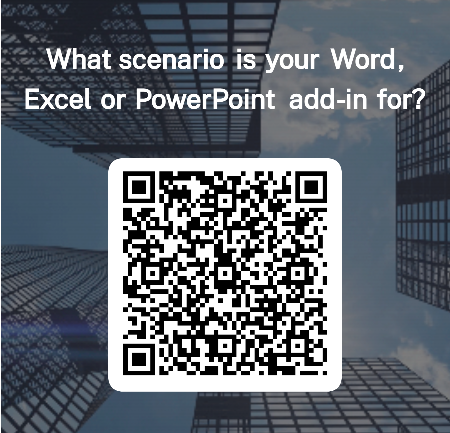 What scenario is your Word,
Excel or PowerPoint add-in for?